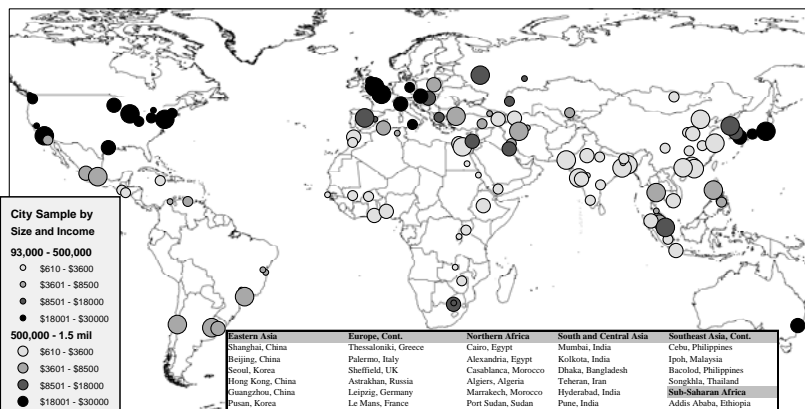 City Sample by
Size and Income
93,000 - 500,000
$610 - $3600
$3601 - $8500
$8501 - $18000
$18001 - $30000
500,000 - 1.5 mil
$610 - $3600
$3601 - $8500
$8501 - $18000
$18001 - $30000
Eastern Asia Europe, Cont. Northern Africa South and Central Asia Southeast Asia, Cont.
Shanghai, China Thessaloniki, Greece Cairo, Egypt Mumbai, India Cebu, Philippines
Beijing, China Palermo, Italy Alexandria, Egypt Kolkota, India Ipoh, Malaysia
Seoul, Korea Sheffield, UK Casablanca, Morocco Dhaka, Bangladesh Bacolod, Philippines
Hong Kong, China Astrakhan, Russia Algiers, Algeria Teheran, Iran Songkhla, Thailand
Guangzhou, China Leipzig, Germany Marrakech, Morocco Hyderabad, India Sub-Saharan Africa
Pusan, Korea Le Mans, France Port Sudan, Sudan Pune, India Addis Ababa, Ethiopia